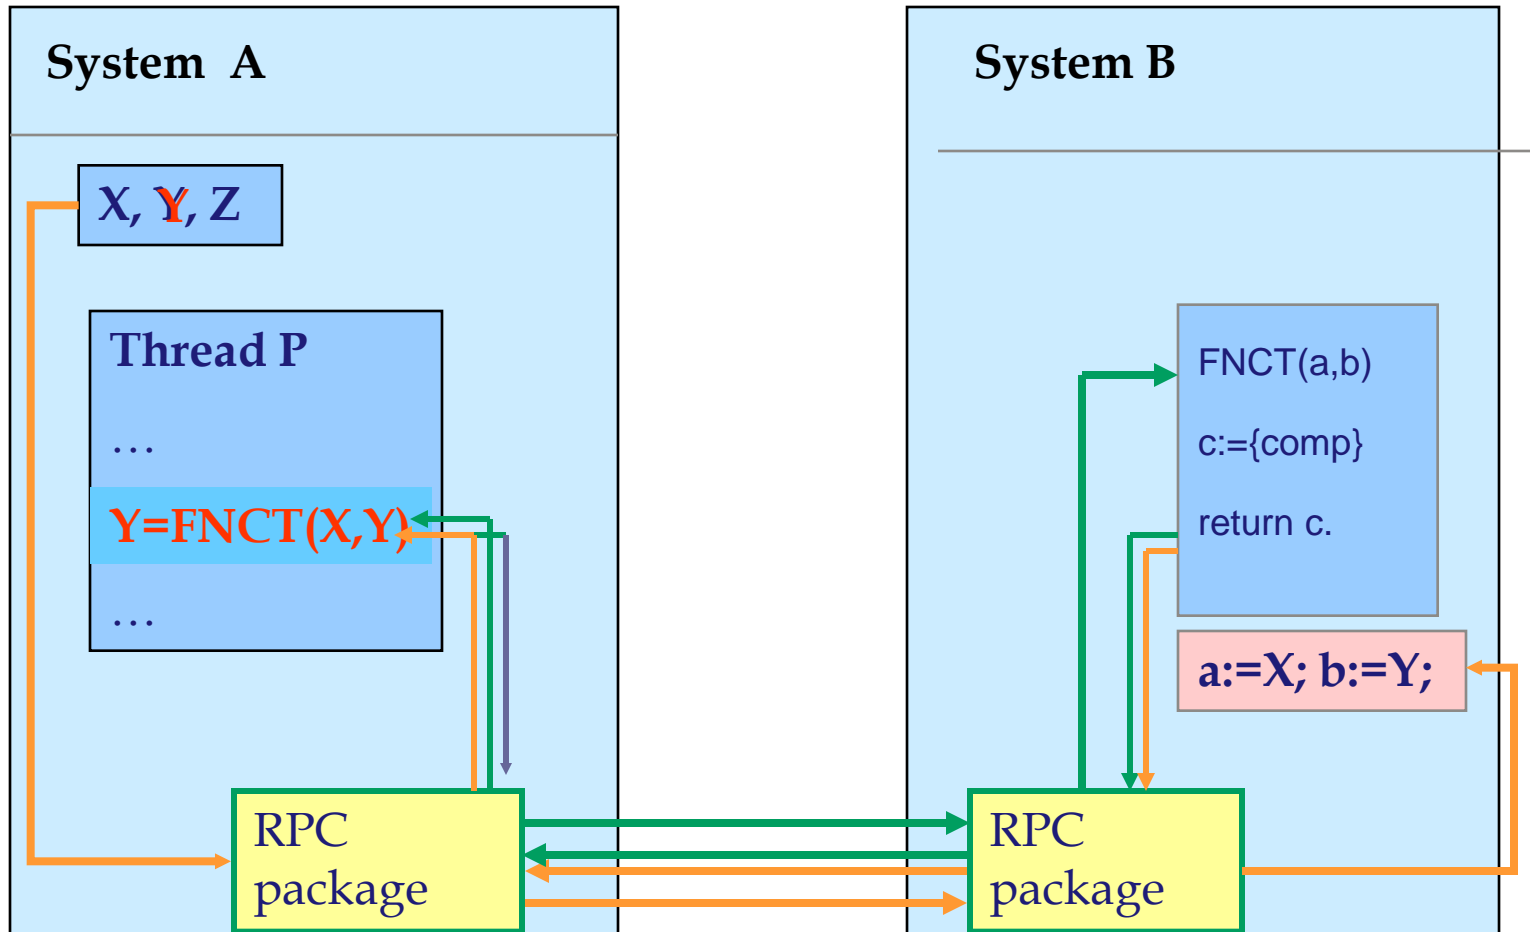 System A
X, Y, Z
Thread P
…
Y=FNCT(X,Y)
…
RPC
package
System B
FNCT(a,b)
c:={comp}
return c.
a:=X; b:=Y;
RPC
package